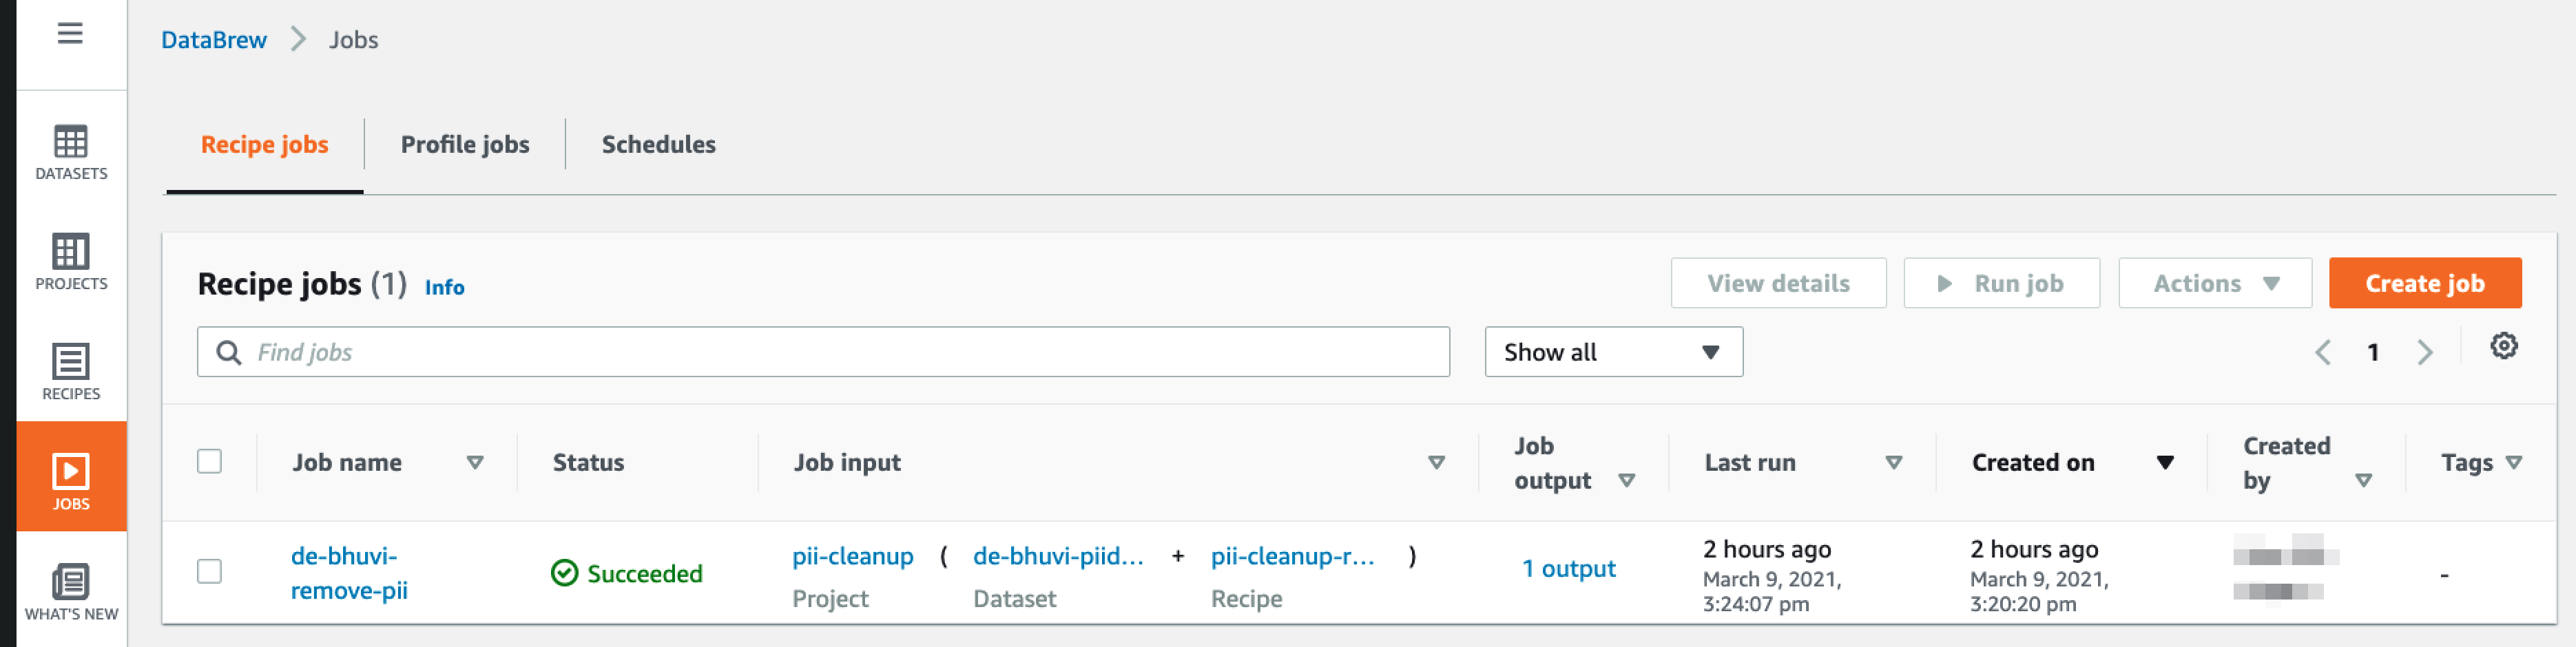 DataBrew > Jobs
Recipe jobs
Profile jobs
Schedules
DATASETS
PROJECTS
RECIPES
JOBS
WHAT'S NEW
Recipe jobs (1) Info
View details
Run job
Actions
Create job
Find jobs
Show all
1
Job name
Status
Job input
Job output
Last run
Created on
Created by
Tags
de-bhuvi-
remove-pii
Succeeded
pii-cleanup ( de-bhuvi-piid... + pii-cleanup-r... )
Project Dataset Recipe
1 output
2 hours ago
March 9, 2021,
3:24:07 pm
2 hours ago
March 9, 2021,
3:20:20 pm
-